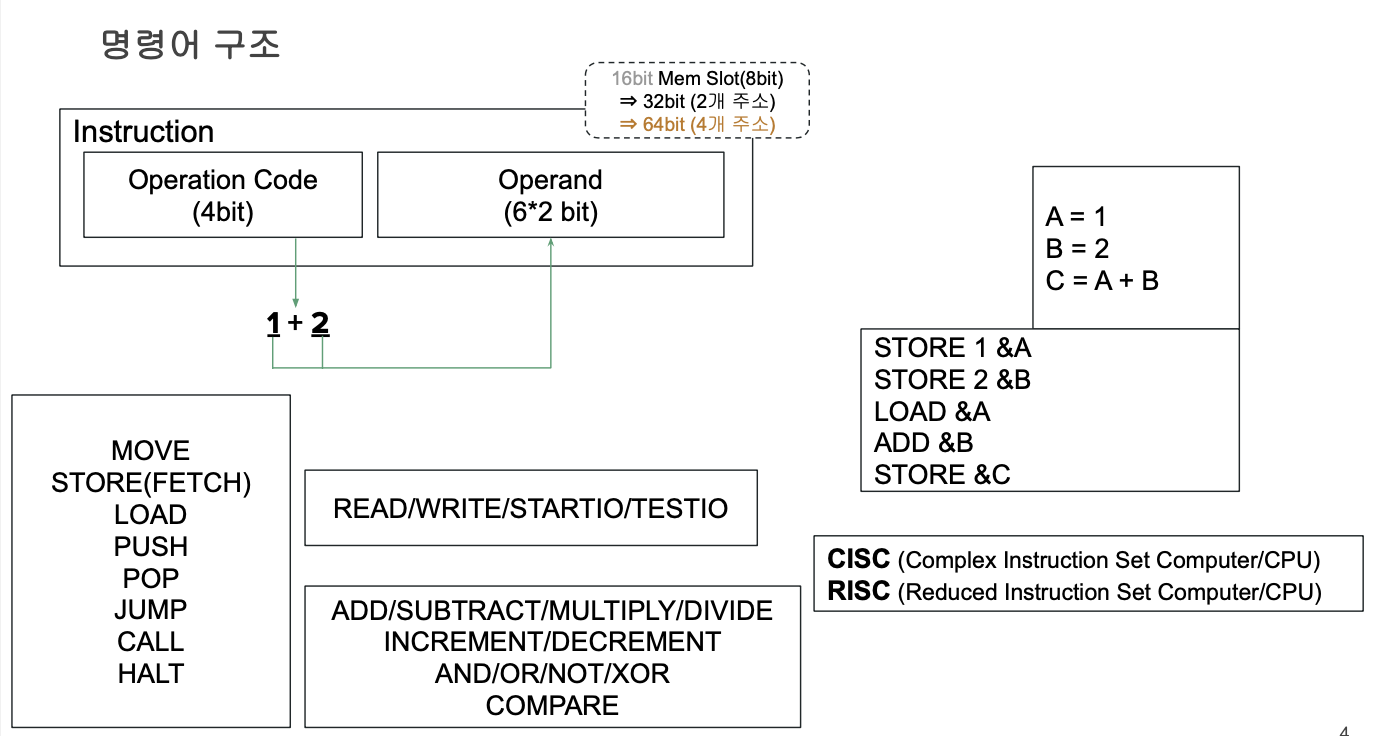 명령어 구조
16bit Mem Slot(8bit)
⇒ 32bit (2개 주소)
⇒ 64bit (4개 주소)
Instruction
Operation Code
(4bit)
Operand
(6*2 bit)
1 + 2
A = 1
B = 2
C = A + B
STORE 1 &A
STORE 2 &B
LOAD &A
ADD &B
STORE &C
MOVE
STORE(FETCH)
LOAD
PUSH
POP
JUMP
CALL
HALT
READ/WRITE/STARTIO/TESTIO
ADD/SUBTRACT/MULTIPLY/DIVIDE
INCREMENT/DECREMENT
AND/OR/NOT/XOR
COMPARE
CISC (Complex Instruction Set Computer/CPU)
RISC (Reduced Instruction Set Computer/CPU)
4